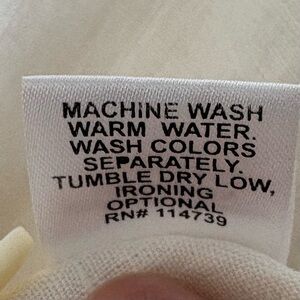 MACHINE WASH
WARM WATER.
WASH COLORS
SEPARATELY.
TUMBLE DRY LOW,
IRONING
OPTIONAL
RN# 114739